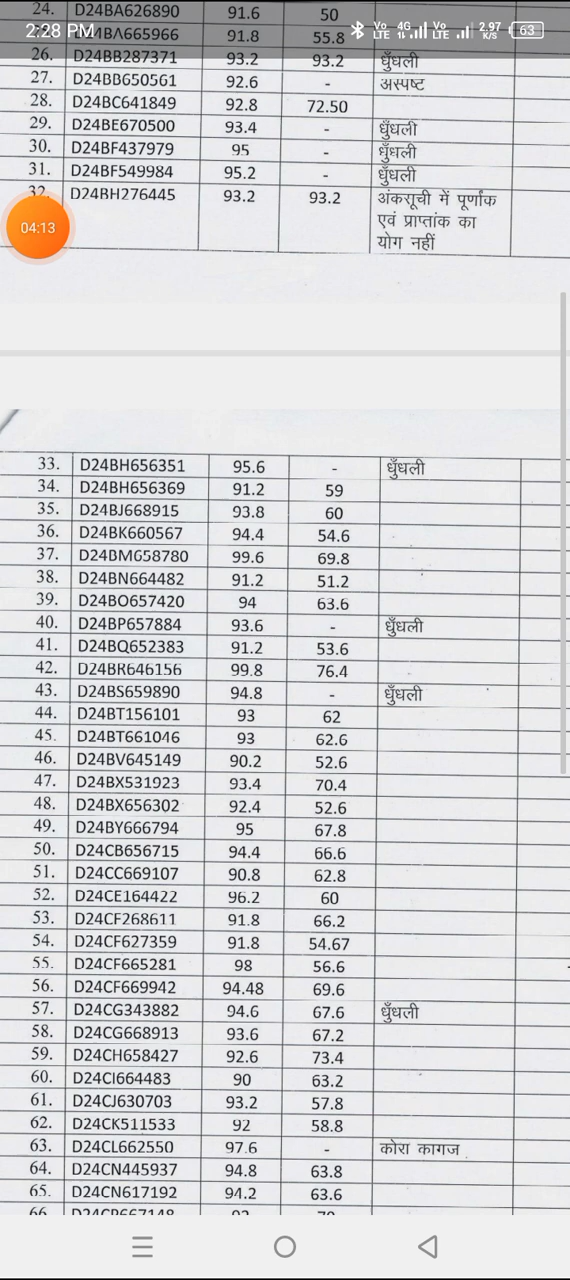 24. D24BA626890 91.6 50
2:28 PM Vo LTE 4G Vo LTE 2.97 K/S 63
D24BA665966 91.8 55.8
26. D24BB287371 93.2 93.2 धुँधली
27. D24BB650561 92.6 - अस्पष्ट
28. D24BC641849 92.8 72.50
29. D24BE670500 93.4 - धुँधली
30. D24BF437979 95 - धुँधली
31. D24BF549984 95.2 - धुँधली
32. D24BH276445 93.2 93.2 अंकसूची में पूर्णांक
एवं प्राप्तांक का
योग नहीं
04:13
33. D24BH656351 95.6 - धुँधली
34. D24BH656369 91.2 59
35. D24BJ668915 93.8 60
36. D24BK660567 94.4 54.6
37. D24BM658780 99.6 69.8
38. D24BN664482 91.2 51.2
39. D24BO657420 94 63.6
40. D24BP657884 93.6 - धुँधली
41. D24BQ652383 91.2 53.6
42. D24BR646156 99.8 76.4
43. D24BS659890 94.8 - धुँधली
44. D24BT156101 93 62
45. D24BT661046 93 62.6
46. D24BV645149 90.2 52.6
47. D24BX531923 93.4 70.4
48. D24BX656302 92.4 52.6
49. D24BY666794 95 67.8
50. D24CB656715 94.4 66.6
51. D24CC669107 90.8 62.8
52. D24CE164422 96.2 60
53. D24CF268611 91.8 66.2
54. D24CF627359 91.8 54.67
55. D24CF665281 98 56.6
56. D24CF669942 94.48 69.6
57. D24CG343882 94.6 67.6 धुँधली
58. D24CG668913 93.6 67.2
59. D24CH658427 92.6 73.4
60. D24CI664483 90 63.2
61. D24CJ630703 93.2 57.8
62. D24CK511533 92 58.8
63. D24CL662550 97.6 - कोरा कागज
64. D24CN445937 94.8 63.8
65. D24CN617192 94.2 63.6